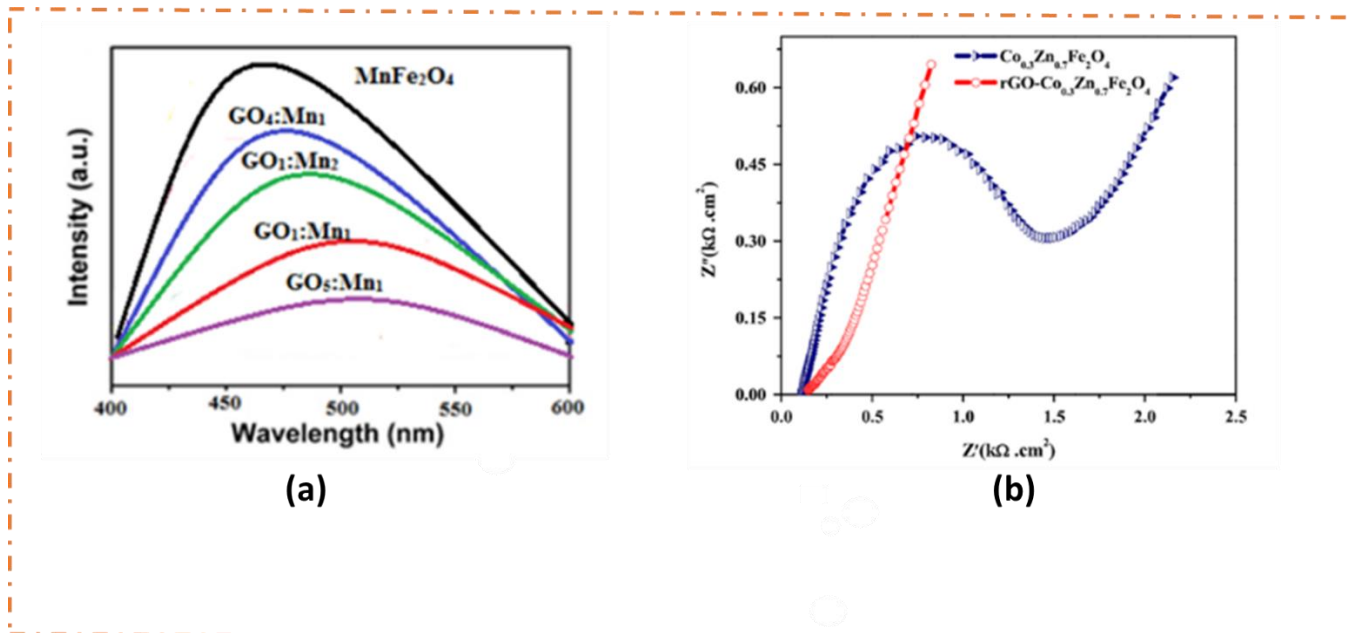 MnFe₂O₄
GO₄:Mn₁
GO₁:Mn₂
GO₁:Mn₁
GO₅:Mn₁
Intensity (a.u.)
400 450 500 550 600
Wavelength (nm)
(a)
Co₀.₃Zn₀.₇Fe₂O₄
rGO-Co₀.₃Zn₀.₇Fe₂O₄
0.60
0.45
0.30
0.15
0.00
Z″(kΩ .cm²)
0.0 0.5 1.0 1.5 2.0 2.5
Z′(kΩ .cm²)
(b)